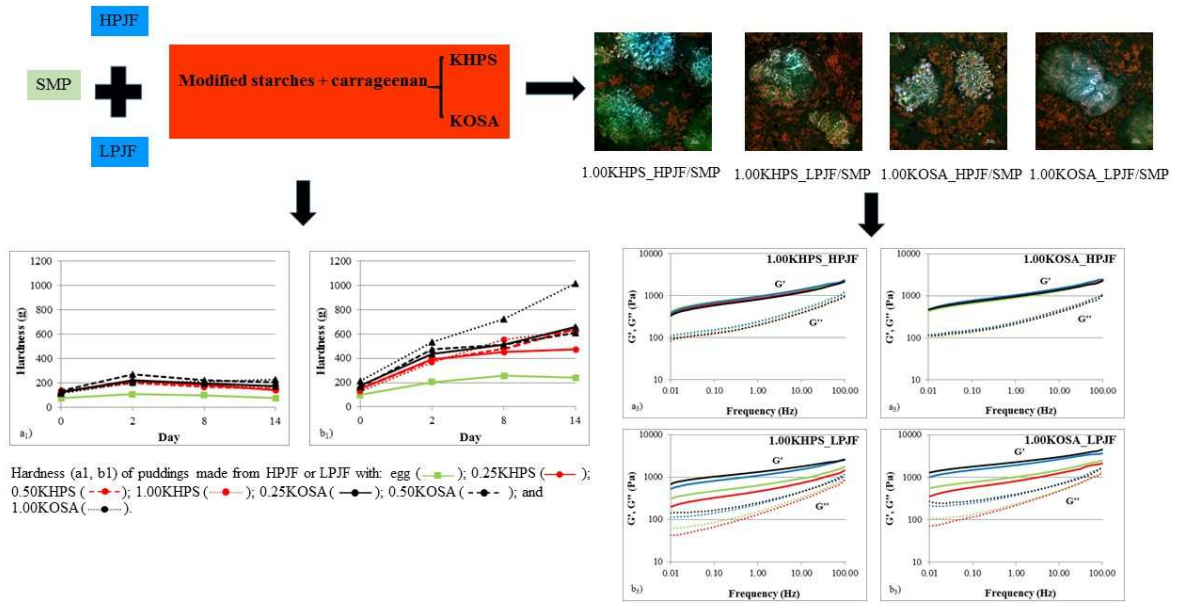 HPJF
SMP
LPJF
Modified starches + carrageenan
KHPS
KOSA
1.00KHPS_HPJF/SMP
1.00KHPS_LPJF/SMP
1.00KOSA_HPJF/SMP
1.00KOSA_LPJF/SMP
Hardness (g)
1200
1000
800
600
400
200
0
0 2 8 14
a₁)
Day
Hardness (g)
1200
1000
800
600
400
200
0
0 2 8 14
b₁)
Day
Hardness (a1, b1) of puddings made from HPJF or LPJF with: egg ( ); 0.25KHPS ( );
0.50KHPS ( ); 1.00KHPS ( ); 0.25KOSA ( ); 0.50KOSA ( ); and
1.00KOSA ( ).
1.00KHPS_HPJF
G', G'' (Pa)
10000
1000
100
10
G'
G''
0.01 0.10 1.00 10.00 100.00
a₃)
Frequency (Hz)
1.00KOSA_HPJF
G', G'' (Pa)
10000
1000
100
10
G'
G''
0.01 0.10 1.00 10.00 100.00
a₃)
Frequency (Hz)
1.00KHPS_LPJF
G', G'' (Pa)
10000
1000
100
10
G'
G''
0.01 0.10 1.00 10.00 100.00
b₃)
Frequency (Hz)
1.00KOSA_LPJF
G', G'' (Pa)
10000
1000
100
10
G'
G''
0.01 0.10 1.00 10.00 100.00
b₃)
Frequency (Hz)